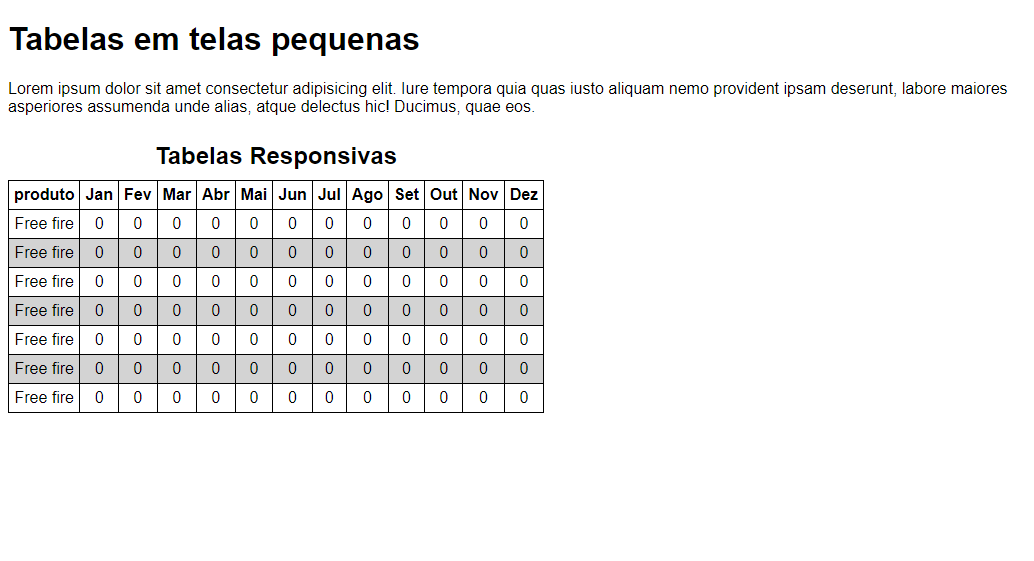 Tabelas em telas pequenas
Lorem ipsum dolor sit amet consectetur adipisicing elit. Iure tempora quia quas iusto aliquam nemo provident ipsam deserunt, labore maiores
asperiores assumenda unde alias, atque delectus hic! Ducimus, quae eos.
Tabelas Responsivas
produto Jan Fev Mar Abr Mai Jun Jul Ago Set Out Nov Dez
Free fire 0 0 0 0 0 0 0 0 0 0 0 0
Free fire 0 0 0 0 0 0 0 0 0 0 0 0
Free fire 0 0 0 0 0 0 0 0 0 0 0 0
Free fire 0 0 0 0 0 0 0 0 0 0 0 0
Free fire 0 0 0 0 0 0 0 0 0 0 0 0
Free fire 0 0 0 0 0 0 0 0 0 0 0 0
Free fire 0 0 0 0 0 0 0 0 0 0 0 0